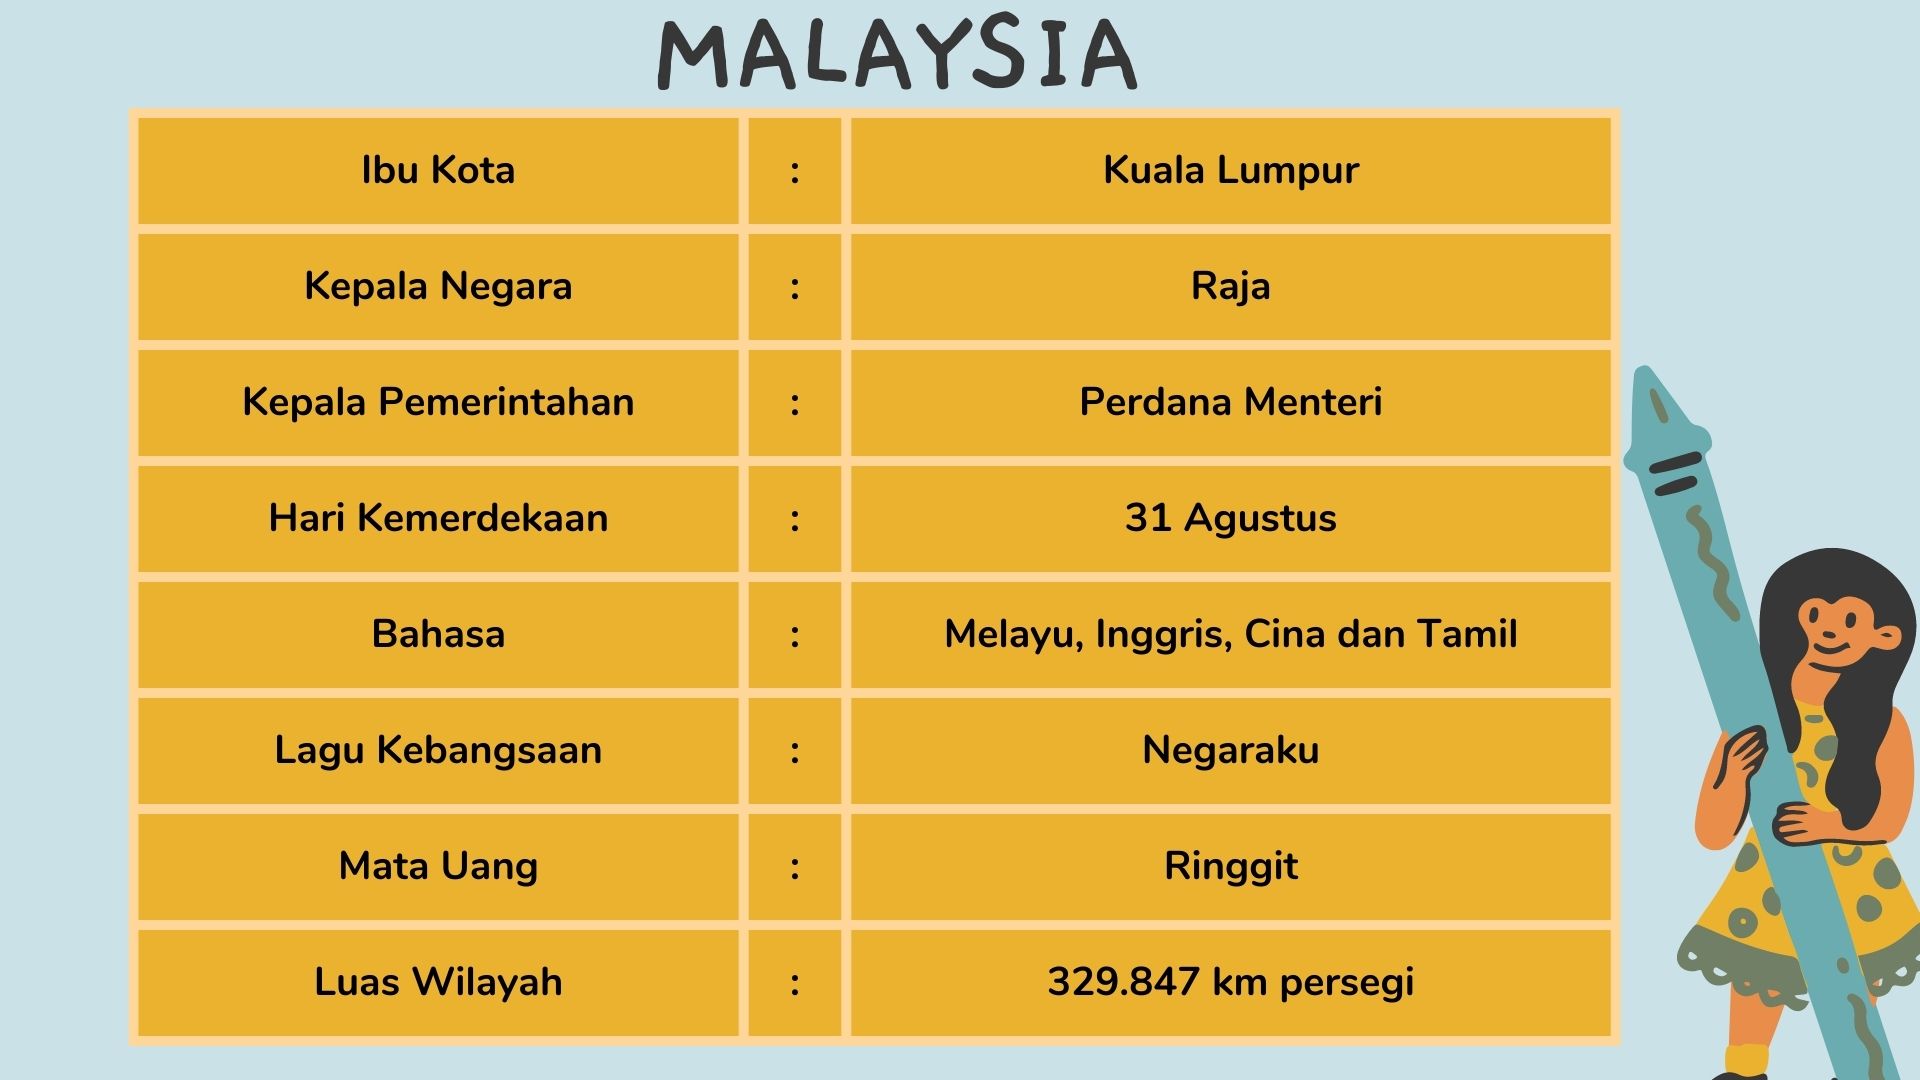 MALAYSIA
Ibu Kota : Kuala Lumpur
Kepala Negara : Raja
Kepala Pemerintahan : Perdana Menteri
Hari Kemerdekaan : 31 Agustus
Bahasa : Melayu, Inggris, Cina dan Tamil
Lagu Kebangsaan : Negaraku
Mata Uang : Ringgit
Luas Wilayah : 329.847 km persegi